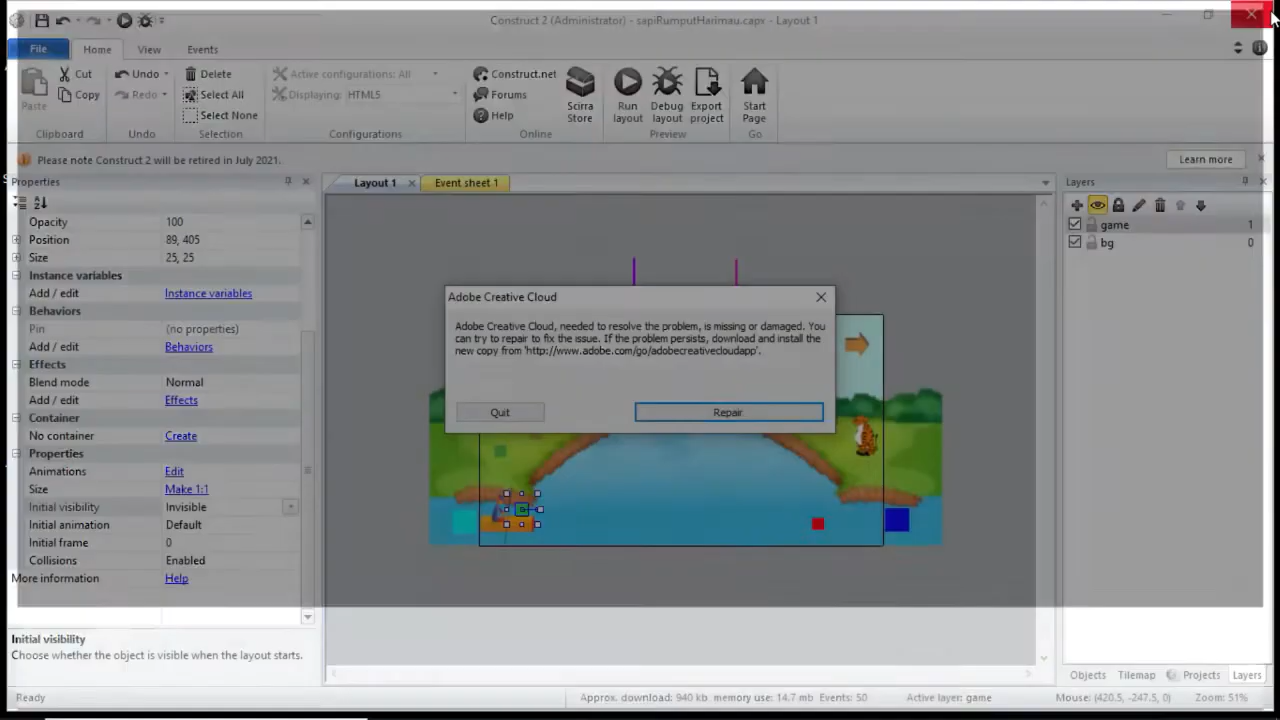 Construct 2 (Administrator) - sapiRumputHarimau.capx - Layout 1
File Home View Events
Paste
Cut
Copy
Clipboard
Undo
Redo
Undo
Delete
Select All
Select None
Selection
Active configurations: All
Displaying: HTML5
Configurations
Construct.net
Forums
Help
Scirra Store
Online
Run layout
Debug layout
Export project
Preview
Start Page
Go
Please note Construct 2 will be retired in July 2021.
Learn more
Properties
Opacity 100
Position 89, 405
Size 25, 25
Instance variables
Add / edit Instance variables
Behaviors
Pin (no properties)
Add / edit Behaviors
Effects
Blend mode Normal
Add / edit Effects
Container
No container Create
Properties
Animations Edit
Size Make 1:1
Initial visibility Invisible
Initial animation Default
Initial frame 0
Collisions Enabled
More information Help
Initial visibility
Choose whether the object is visible when the layout starts.
Layout 1 Event sheet 1
Adobe Creative Cloud
Adobe Creative Cloud, needed to resolve the problem, is missing or damaged. You
can try to repair to fix the issue. If the problem persists, download and install the
new copy from 'http://www.adobe.com/go/adobecreativecloudapp'.
Quit Repair
Layers
game 1
bg 0
Objects Tilemap Projects Layers
Ready
Approx. download: 940 kb memory use: 14.7 mb Events: 50 Active layer: game Mouse: (420.5, -247.5, 0) Zoom: 51%